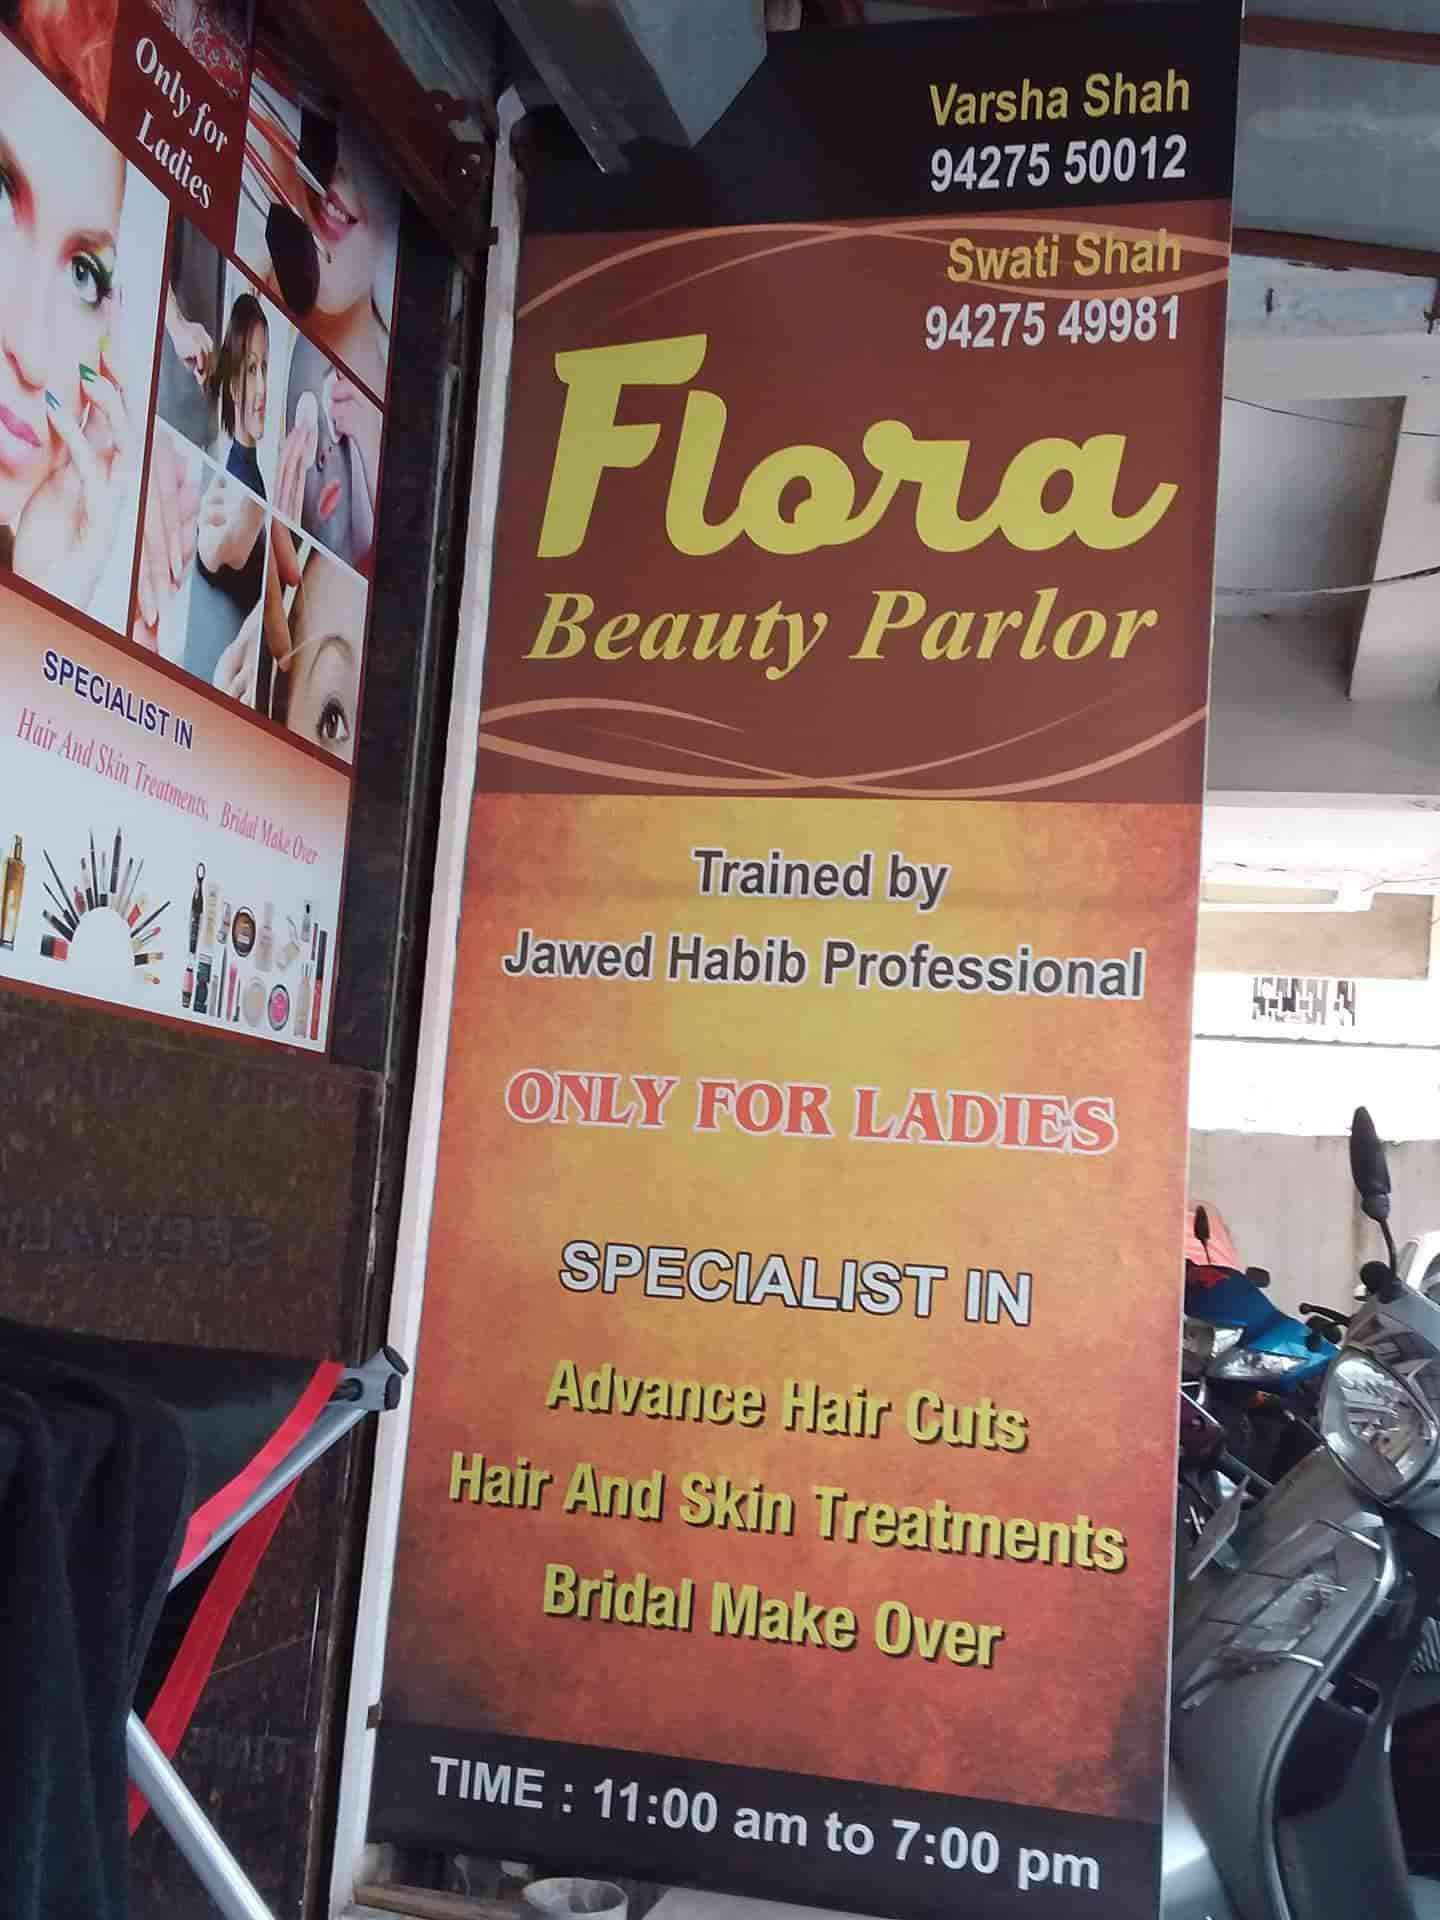 Only for
Ladies
SPECIALIST IN
Hair And Skin Treatments, Bridal Make Over
Varsha Shah
94275 50012
Swati Shah
94275 49981
Flora
Beauty Parlor
Trained by
Jawed Habib Professional
ONLY FOR LADIES
SPECIALIST IN
Advance Hair Cuts
Hair And Skin Treatments
Bridal Make Over
TIME : 11:00 am to 7:00 pm